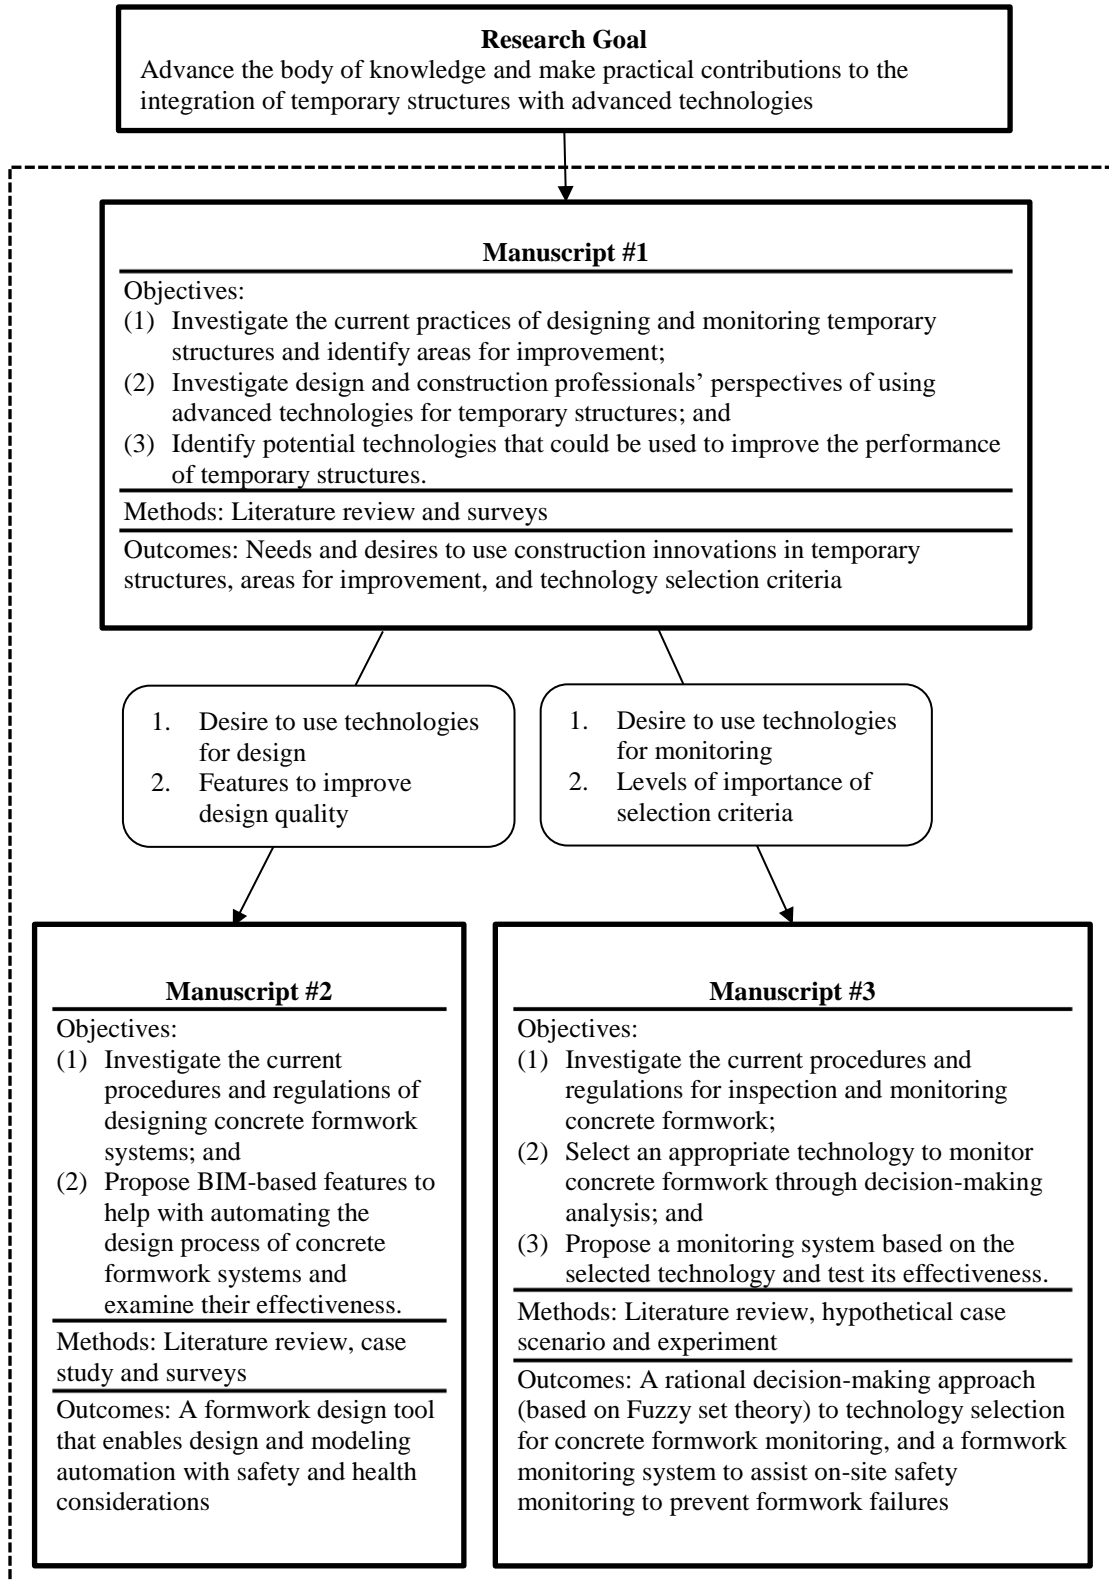 Research Goal
Advance the body of knowledge and make practical contributions to the
integration of temporary structures with advanced technologies
Manuscript #1
Objectives:
(1) Investigate the current practices of designing and monitoring temporary
structures and identify areas for improvement;
(2) Investigate design and construction professionals’ perspectives of using
advanced technologies for temporary structures; and
(3) Identify potential technologies that could be used to improve the performance
of temporary structures.
Methods: Literature review and surveys
Outcomes: Needs and desires to use construction innovations in temporary
structures, areas for improvement, and technology selection criteria
1. Desire to use technologies
for design
2. Features to improve
design quality
1. Desire to use technologies
for monitoring
2. Levels of importance of
selection criteria
Manuscript #2
Objectives:
(1) Investigate the current
procedures and regulations of
designing concrete formwork
systems; and
(2) Propose BIM-based features to
help with automating the
design process of concrete
formwork systems and
examine their effectiveness.
Methods: Literature review, case
study and surveys
Outcomes: A formwork design tool
that enables design and modeling
automation with safety and health
considerations
Manuscript #3
Objectives:
(1) Investigate the current procedures and
regulations for inspection and monitoring
concrete formwork;
(2) Select an appropriate technology to monitor
concrete formwork through decision-making
analysis; and
(3) Propose a monitoring system based on the
selected technology and test its effectiveness.
Methods: Literature review, hypothetical case
scenario and experiment
Outcomes: A rational decision-making approach
(based on Fuzzy set theory) to technology selection
for concrete formwork monitoring, and a formwork
monitoring system to assist on-site safety
monitoring to prevent formwork failures